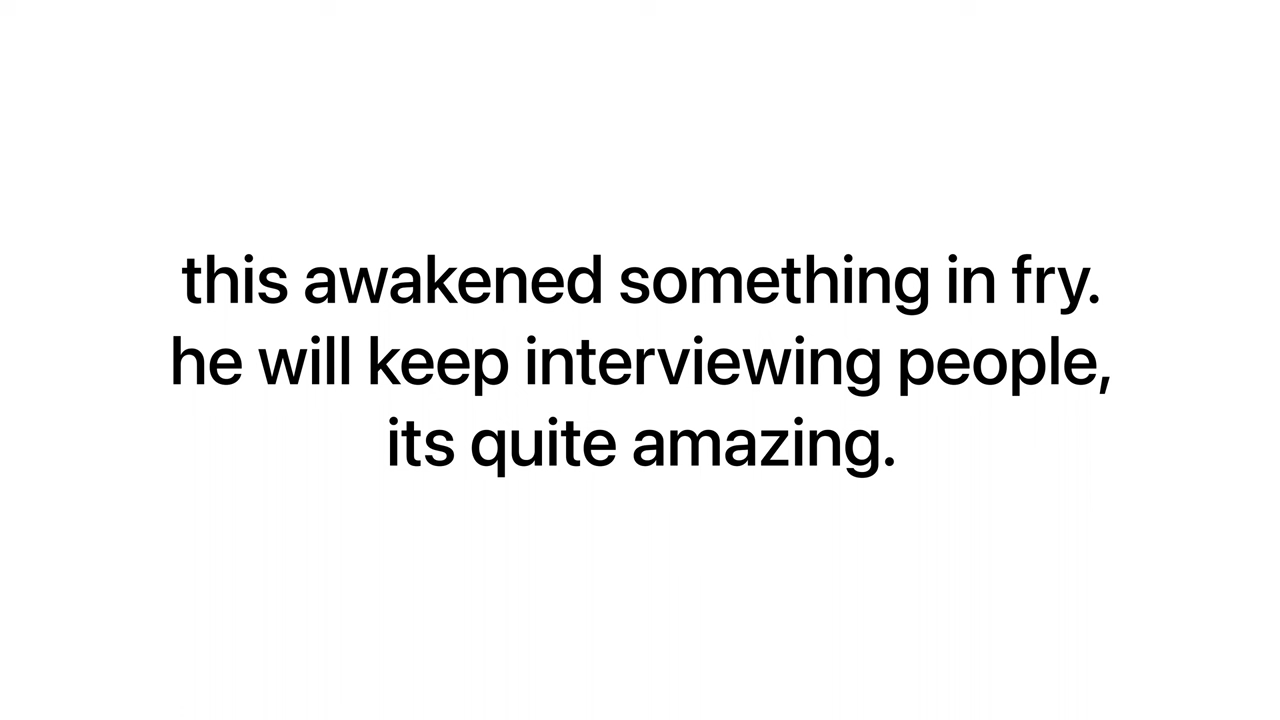 this awakened something in fry.
he will keep interviewing people,
its quite amazing.